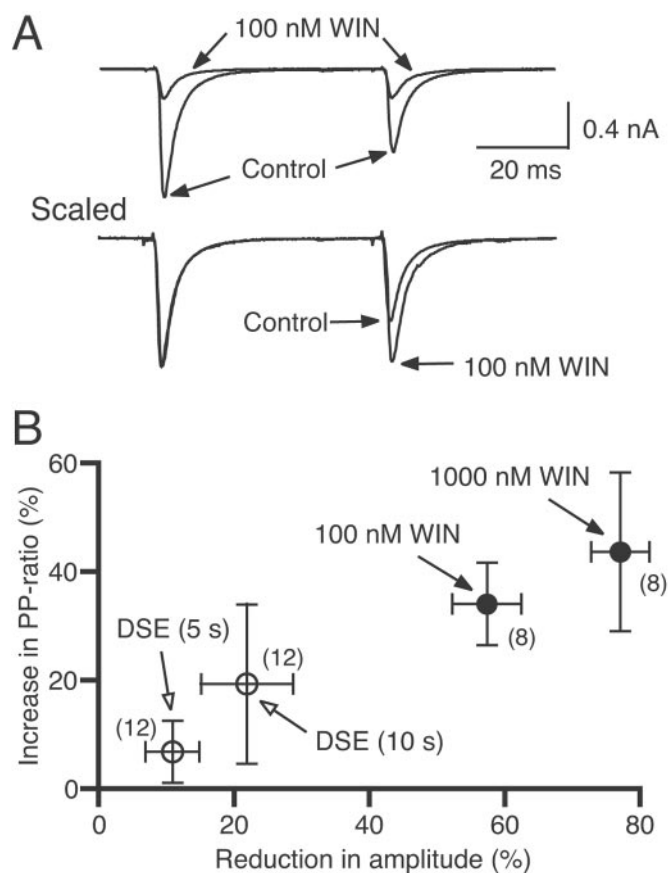 A
100 nM WIN
Control
0.4 nA
20 ms
Scaled
Control
100 nM WIN
B
60
40
20
0
Increase in PP-ratio (%)
1000 nM WIN
100 nM WIN
(8)
(8)
DSE (5 s)
(12)
(12)
DSE (10 s)
0 20 40 60 80
Reduction in amplitude (%)